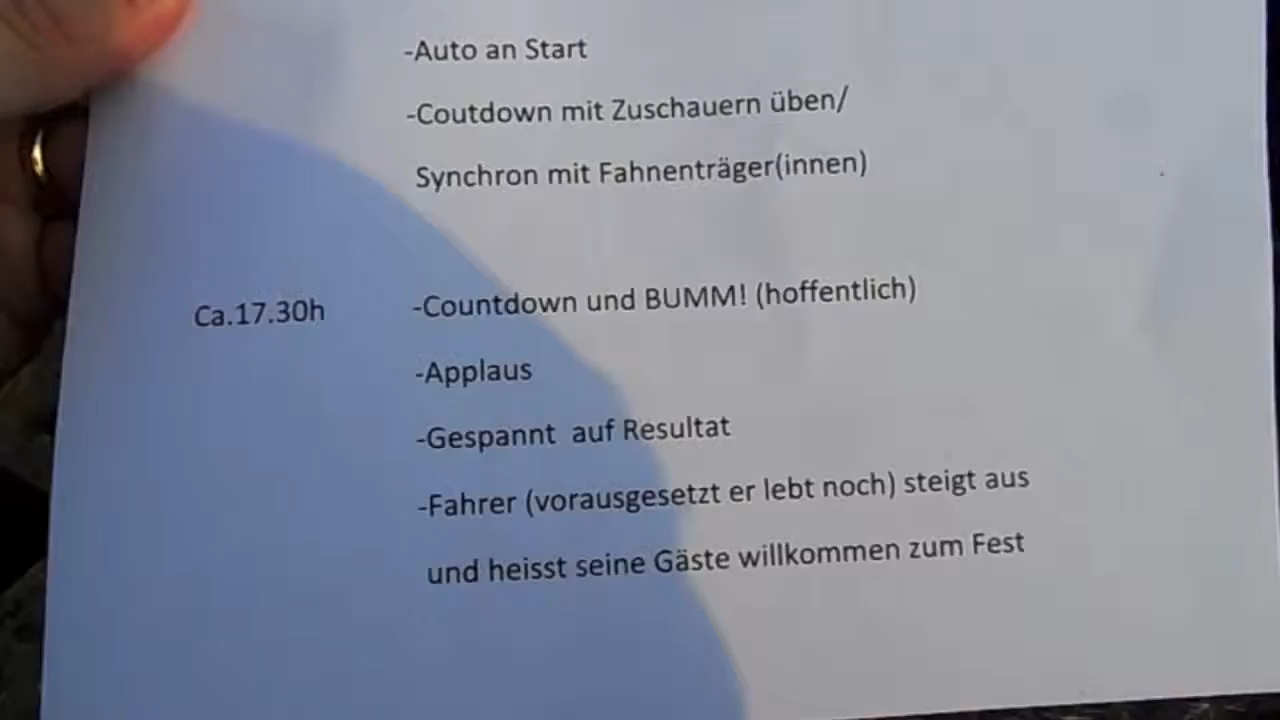 -Auto an Start
-Coutdown mit Zuschauern üben/
Synchron mit Fahnenträger(innen)
Ca.17.30h -Countdown und BUMM! (hoffentlich)
-Applaus
-Gespannt auf Resultat
-Fahrer (vorausgesetzt er lebt noch) steigt aus
und heisst seine Gäste willkommen zum Fest